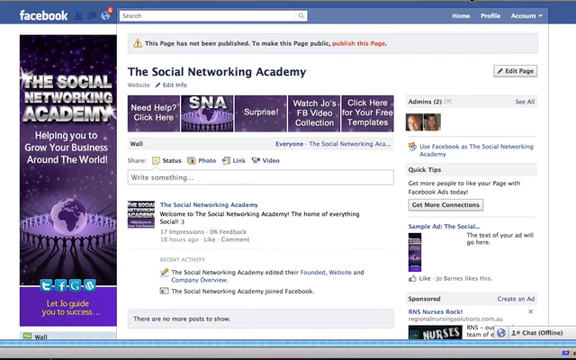 facebook
6
Search
Home
Profile
Account
This Page has not been published. To make this Page public, publish this Page.
THE SOCIAL
NETWORKING
ACADEMY
Helping you to
Grow Your Business
Around The World!
Let Jo guide
you to success...
Wall
The Social Networking Academy
Website · Edit Info
Need Help?
Click Here
SNA
Surprise!
Watch Jo's
FB Video
Collection
Click Here
for Your Free
Templates
Wall
Everyone · The Social Networking Aca...
Share: Status Photo Link Video
Write something...
The Social Networking Academy
Welcome to The Social Networking Academy! The home of everything
Social! :)
17 Impressions · 0% Feedback
18 hours ago · Like · Comment
RECENT ACTIVITY
The Social Networking Academy edited their Founded, Website and
Company Overview.
The Social Networking Academy joined Facebook.
There are no more posts to show.
Edit Page
Admins (2) [?]
See All
Use Facebook as The Social Networking
Academy
Quick Tips
Get more people to like your Page with
Facebook Ads today!
Get More Connections
Sample Ad: The Social...
The text of your ad will
go here.
Like · Jo Barnes likes this.
Sponsored
Create an Ad
RNS Nurses Rock!
regionalnursingsolutions.com.au
NURSES
RNS - our
Chat (Offline)